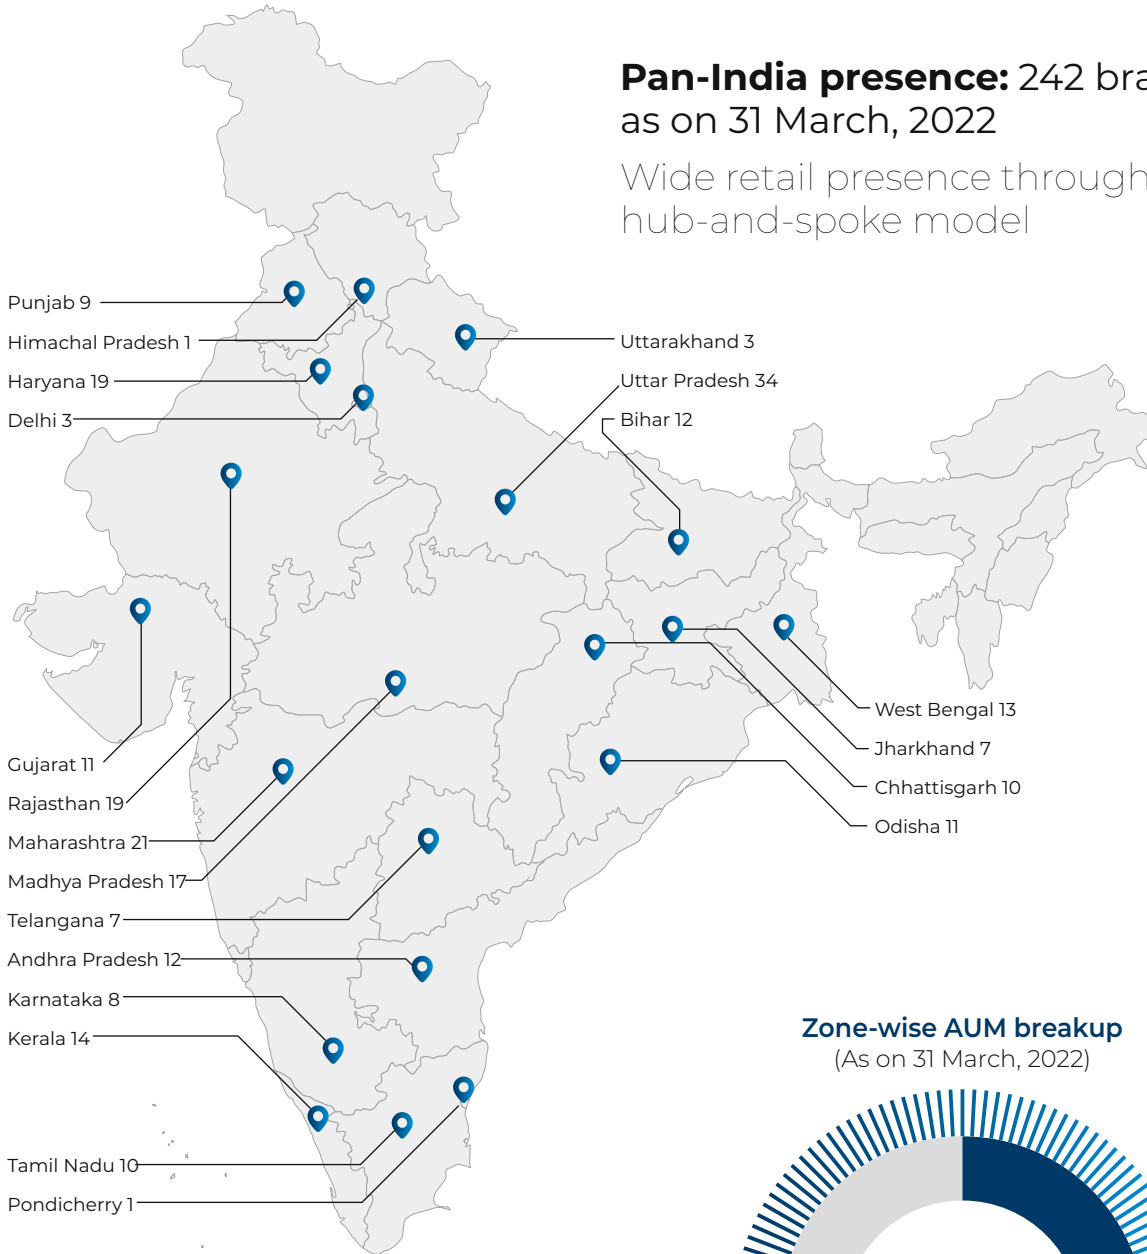 Pan-India presence: 242 bra
as on 31 March, 2022
Wide retail presence through
hub-and-spoke model
Punjab 9
Himachal Pradesh 1
Haryana 19
Delhi 3
Uttarakhand 3
Uttar Pradesh 34
Bihar 12
Gujarat 11
Rajasthan 19
Maharashtra 21
Madhya Pradesh 17
Telangana 7
Andhra Pradesh 12
Karnataka 8
Kerala 14
Tamil Nadu 10
Pondicherry 1
West Bengal 13
Jharkhand 7
Chhattisgarh 10
Odisha 11
Zone-wise AUM breakup
(As on 31 March, 2022)